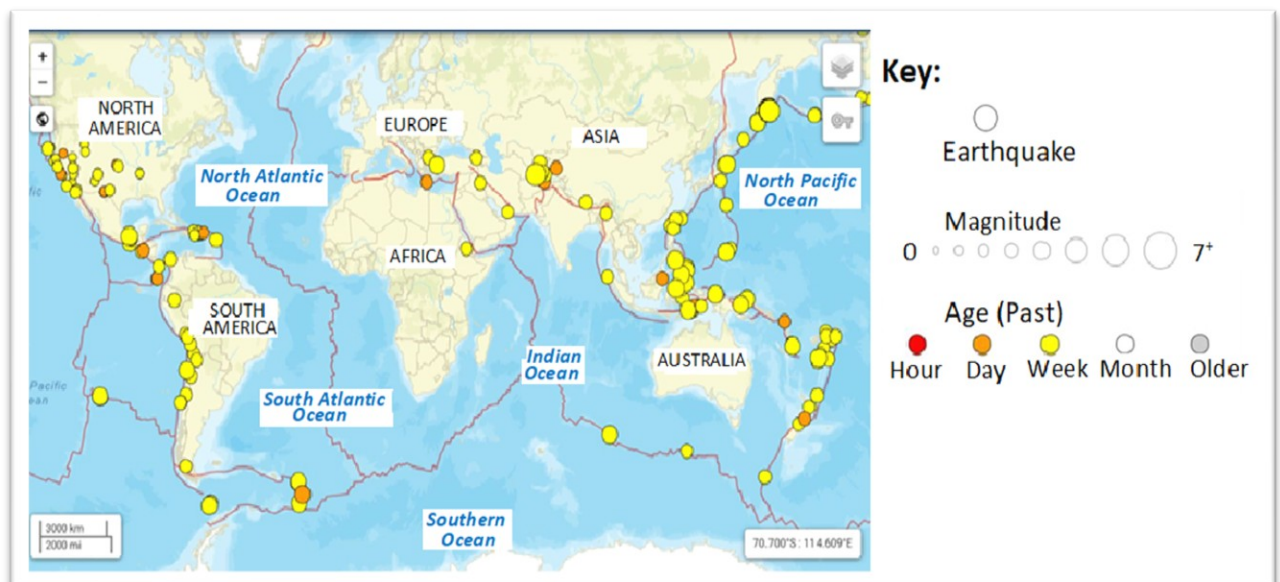 +
−
NORTH
AMERICA
EUROPE
ASIA
North Atlantic
Ocean
North Pacific
Ocean
AFRICA
SOUTH
AMERICA
Indian
Ocean
AUSTRALIA
Pacific
South Atlantic
Ocean
Southern
Ocean
3000 km
2000 mi
70.700°S : 114.609°E
Key:
Earthquake
Magnitude
0 7+
Age (Past)
Hour Day Week Month Older